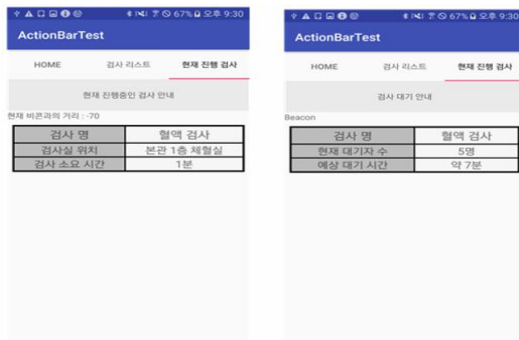 67% 오후 9:30
ActionBarTest
HOME 검사 리스트 현재 진행 검사
현재 진행중인 검사 안내
현재 비콘과의 거리 : -70
검사 명 혈액 검사
검사실 위치 본관 1층 채혈실
검사 소요 시간 1분
67% 오후 9:30
ActionBarTest
HOME 검사 리스트 현재 진행 검사
검사 대기 안내
Beacon
검사 명 혈액 검사
현재 대기자 수 5명
예상 대기 시간 약 7분